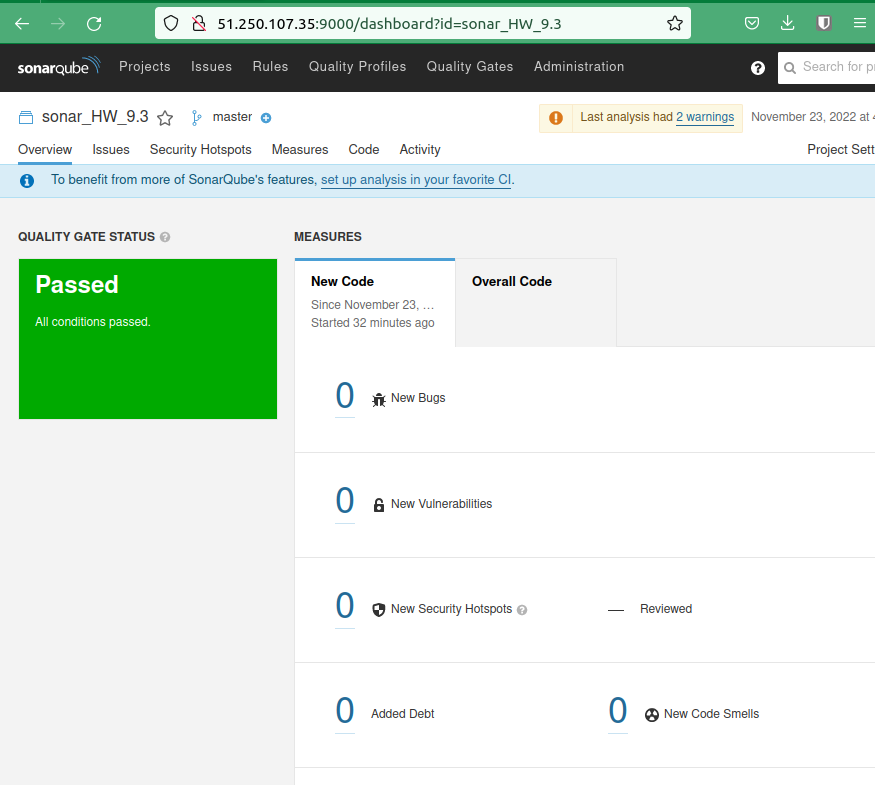 51.250.107.35:9000/dashboard?id=sonar_HW_9.3
sonarqube Projects Issues Rules Quality Profiles Quality Gates Administration ? Search for p
sonar_HW_9.3 master Last analysis had 2 warnings November 23, 2022 at
Overview Issues Security Hotspots Measures Code Activity Project Sett
To benefit from more of SonarQube's features, set up analysis in your favorite CI.
QUALITY GATE STATUS ?
Passed
All conditions passed.
MEASURES
New Code
Since November 23, …
Started 32 minutes ago
Overall Code
0 New Bugs
0 New Vulnerabilities
0 New Security Hotspots ? — Reviewed
0 Added Debt 0 New Code Smells